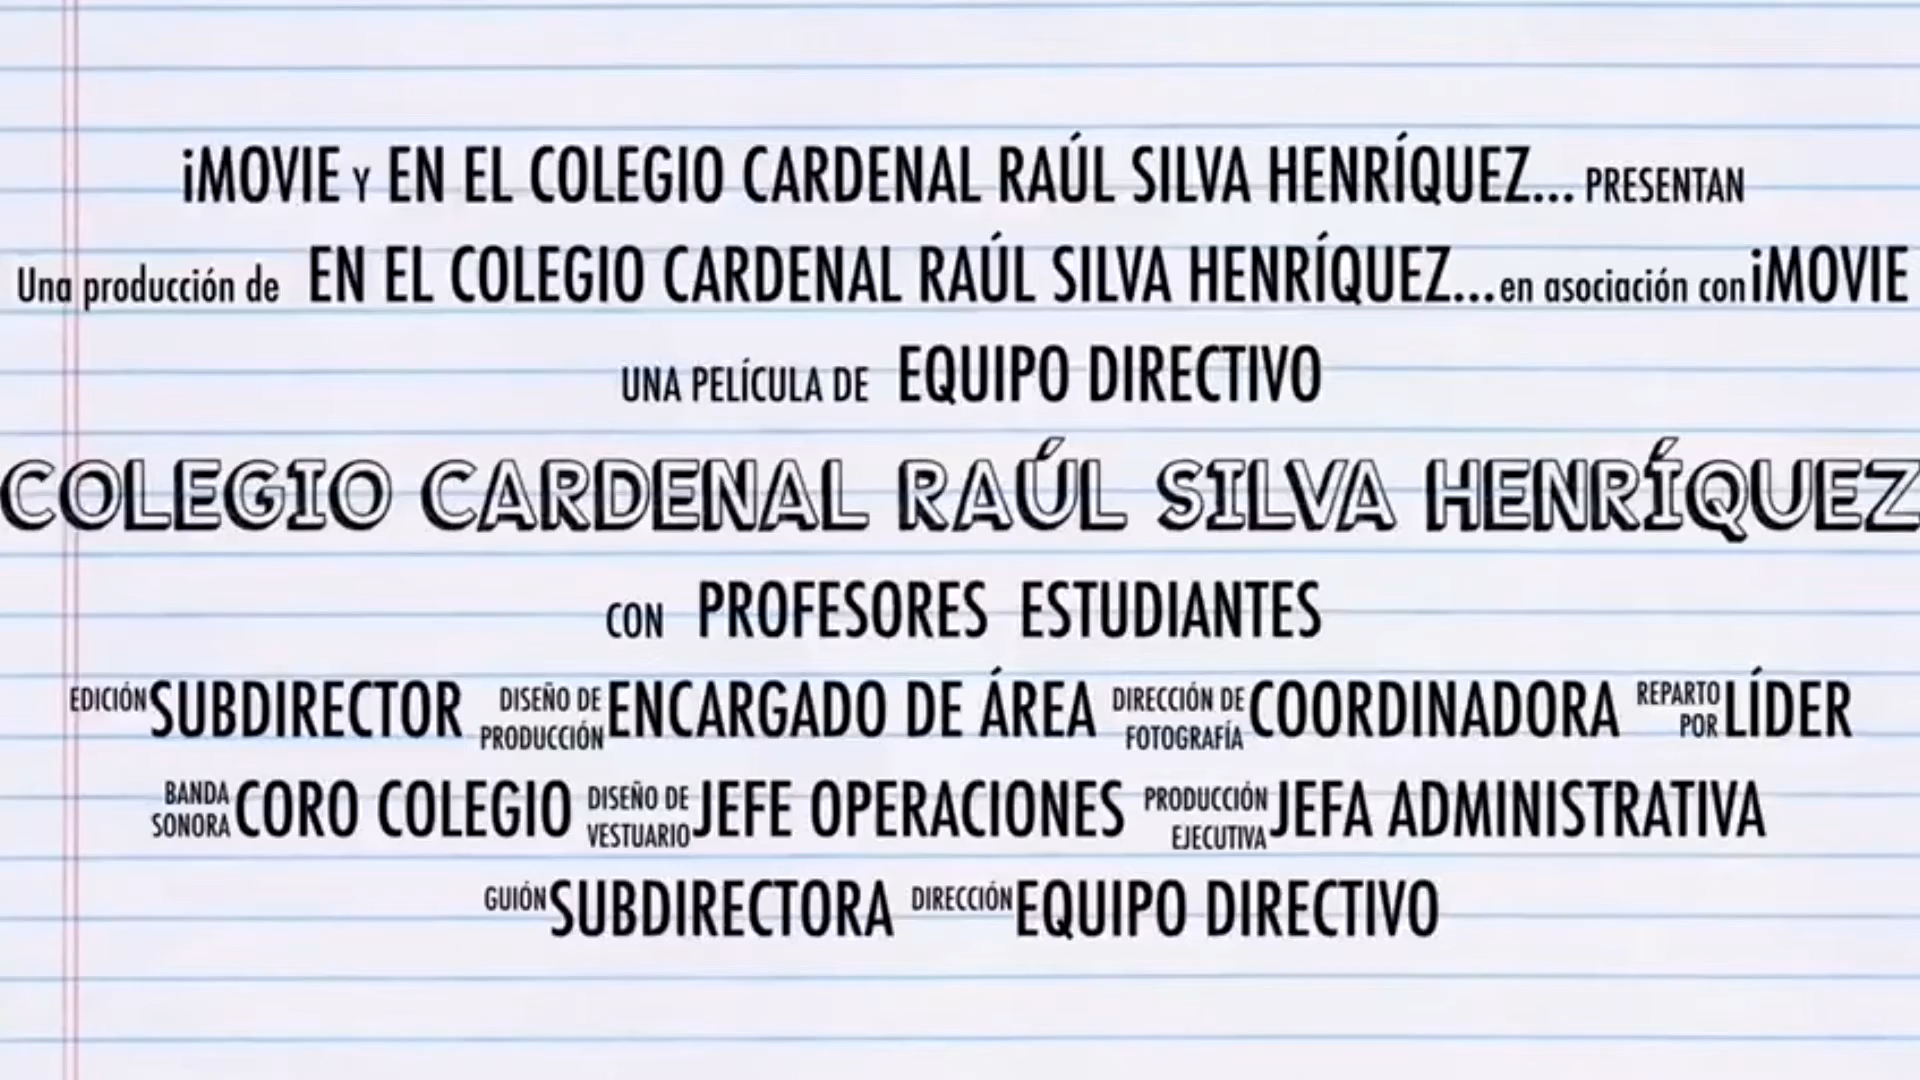 iMOVIE Y EN EL COLEGIO CARDENAL RAÚL SILVA HENRÍQUEZ... PRESENTAN
Una producción de EN EL COLEGIO CARDENAL RAÚL SILVA HENRÍQUEZ... en asociación con iMOVIE
UNA PELÍCULA DE EQUIPO DIRECTIVO
COLEGIO CARDENAL RAÚL SILVA HENRÍQUEZ
CON PROFESORES ESTUDIANTES
EDICIÓN SUBDIRECTOR DISEÑO DE PRODUCCIÓN ENCARGADO DE ÁREA DIRECCIÓN DE FOTOGRAFÍA COORDINADORA REPARTO POR LÍDER
BANDA SONORA CORO COLEGIO DISEÑO DE VESTUARIO JEFE OPERACIONES PRODUCCIÓN EJECUTIVA JEFA ADMINISTRATIVA
GUIÓN SUBDIRECTORA DIRECCIÓN EQUIPO DIRECTIVO